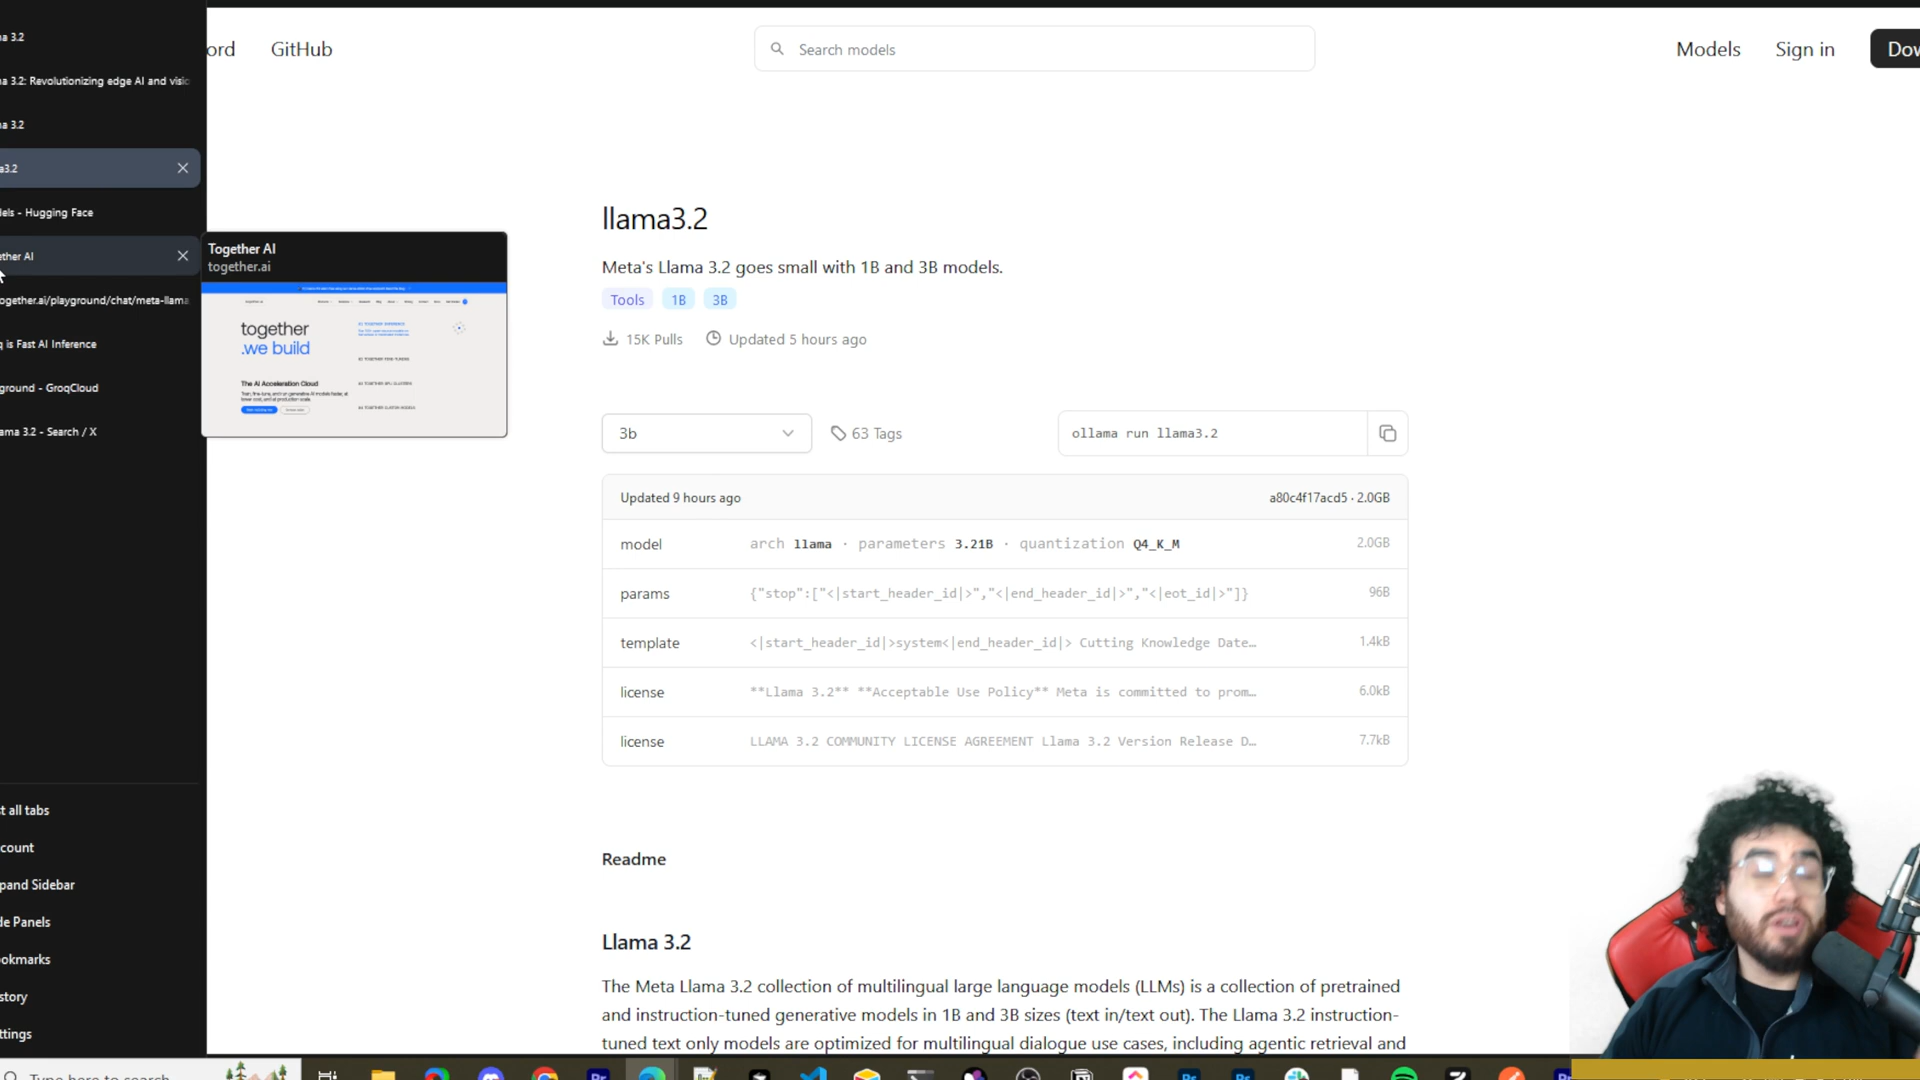 a 3.2
a 3.2: Revolutionizing edge AI and visio
a 3.2
a3.2
els - Hugging Face
ether AI
ogether.ai/playground/chat/meta-llama
q is Fast AI Inference
ground - GroqCloud
ama 3.2 - Search / X
t all tabs
count
pand Sidebar
de Panels
ookmarks
story
ttings
Type here to search
ord
GitHub
Search models
Models
Sign in
Dow
Together AI
together.ai
together
.we build
The AI Acceleration Cloud
llama3.2
Meta's Llama 3.2 goes small with 1B and 3B models.
Tools 1B 3B
15K Pulls Updated 5 hours ago
3b
63 Tags
ollama run llama3.2
Updated 9 hours ago
a80c4f17acd5 · 2.0GB
model arch llama · parameters 3.21B · quantization Q4_K_M 2.0GB
params {"stop":["<|start_header_id|>","<|end_header_id|>","<|eot_id|>"]} 96B
template <|start_header_id|>system<|end_header_id|> Cutting Knowledge Date… 1.4kB
license **Llama 3.2** **Acceptable Use Policy** Meta is committed to prom… 6.0kB
license LLAMA 3.2 COMMUNITY LICENSE AGREEMENT Llama 3.2 Version Release D… 7.7kB
Readme
Llama 3.2
The Meta Llama 3.2 collection of multilingual large language models (LLMs) is a collection of pretrained
and instruction-tuned generative models in 1B and 3B sizes (text in/text out). The Llama 3.2 instruction-
tuned text only models are optimized for multilingual dialogue use cases, including agentic retrieval and